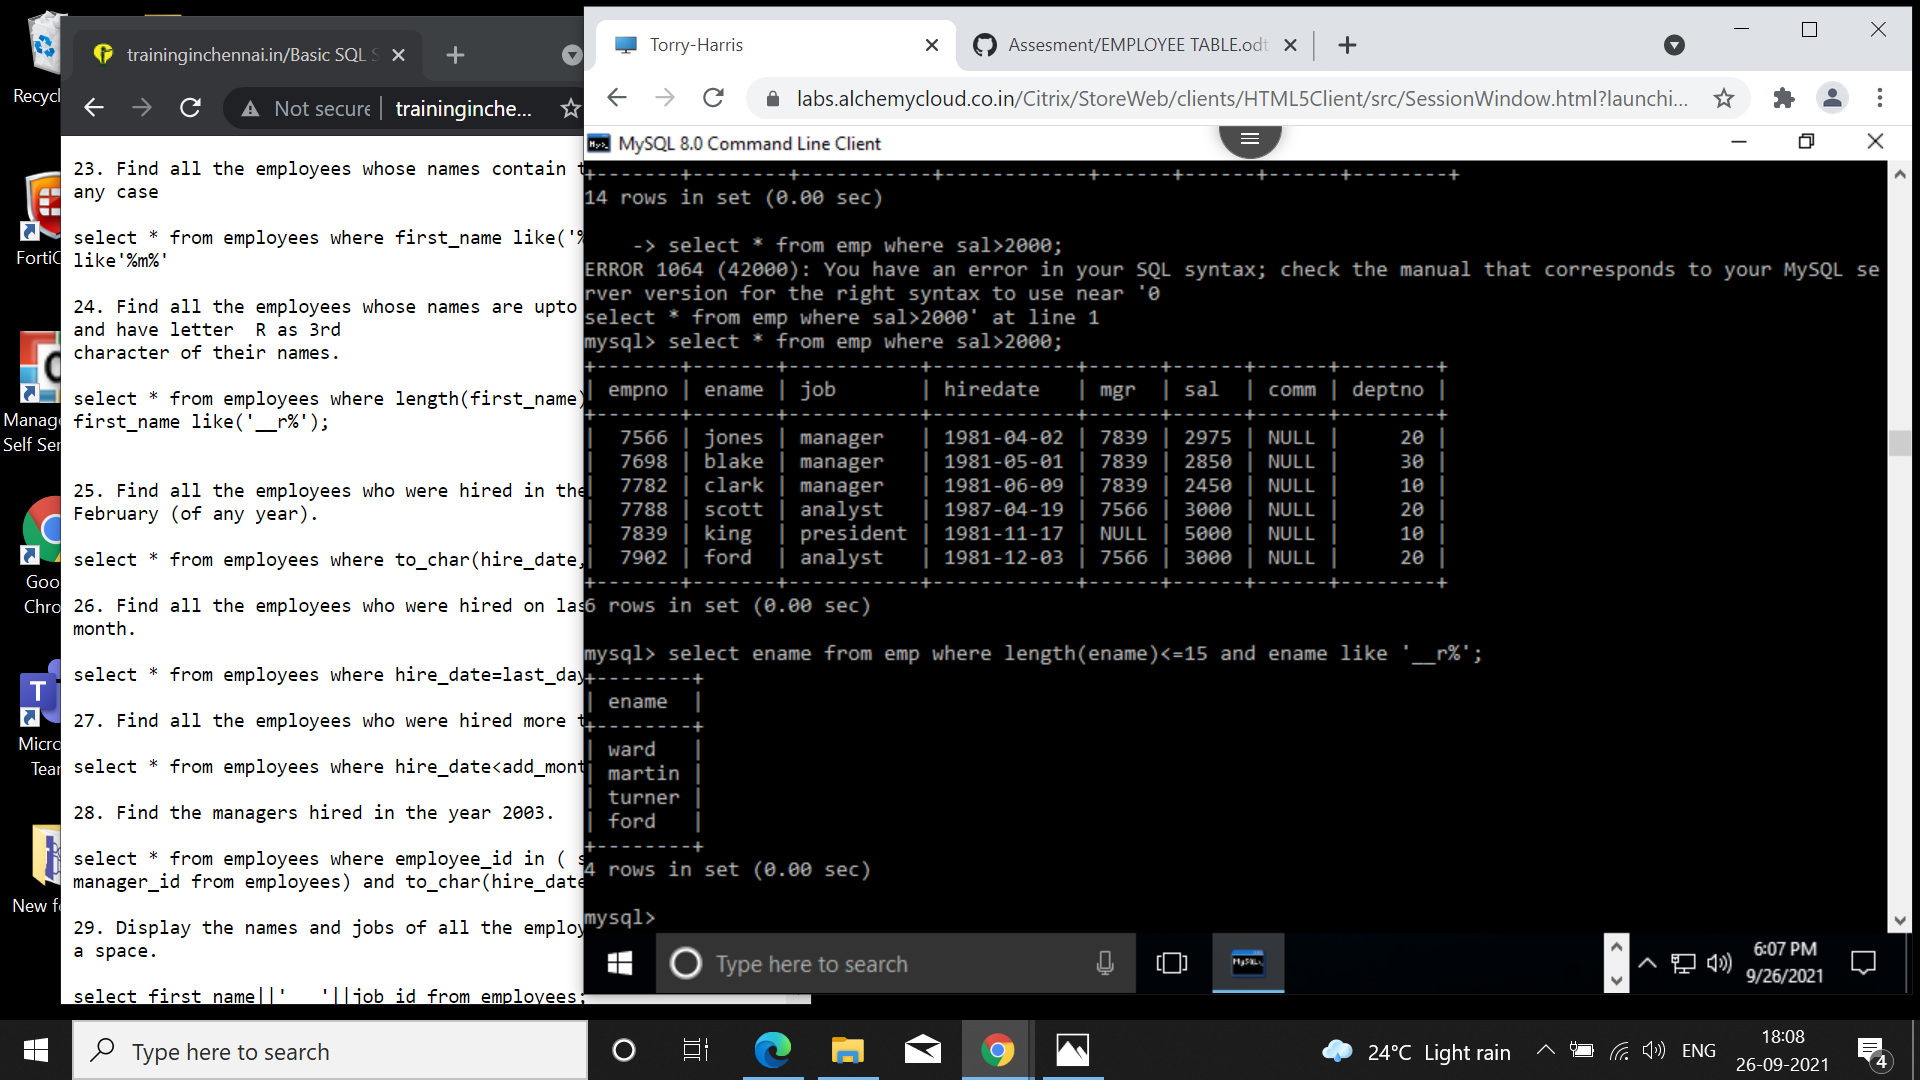 Recycl
FortiC
Manage
Self Ser
Goo
Chro
Micro
Tear
New fo
traininginchennai.in/Basic SQL S
Not secure
traininginche...
23. Find all the employees whose names contain t
any case
select * from employees where first_name like('%
like'%m%'
24. Find all the employees whose names are upto
and have letter  R as 3rd
character of their names.
select * from employees where length(first_name)
first_name like('__r%');
25. Find all the employees who were hired in the
February (of any year).
select * from employees where to_char(hire_date,
26. Find all the employees who were hired on las
month.
select * from employees where hire_date=last_day
27. Find all the employees who were hired more t
select * from employees where hire_date<add_mont
28. Find the managers hired in the year 2003.
select * from employees where employee_id in ( s
manager_id from employees) and to_char(hire_date
29. Display the names and jobs of all the employ
a space.
select first_name||'   '||job_id from employees;
Torry-Harris
Assesment/EMPLOYEE TABLE.odt
labs.alchemycloud.co.in/Citrix/StoreWeb/clients/HTML5Client/src/SessionWindow.html?launchi...
MySQL 8.0 Command Line Client
+-------+--------+-----------+------------+------+------+------+--------+
14 rows in set (0.00 sec)
    -> select * from emp where sal>2000;
ERROR 1064 (42000): You have an error in your SQL syntax; check the manual that corresponds to your MySQL se
rver version for the right syntax to use near '0
select * from emp where sal>2000' at line 1
mysql> select * from emp where sal>2000;
+-------+-------+-----------+------------+------+------+------+--------+
| empno | ename | job       | hiredate   | mgr  | sal  | comm | deptno |
+-------+-------+-----------+------------+------+------+------+--------+
|  7566 | jones | manager   | 1981-04-02 | 7839 | 2975 | NULL |     20 |
|  7698 | blake | manager   | 1981-05-01 | 7839 | 2850 | NULL |     30 |
|  7782 | clark | manager   | 1981-06-09 | 7839 | 2450 | NULL |     10 |
|  7788 | scott | analyst   | 1987-04-19 | 7566 | 3000 | NULL |     20 |
|  7839 | king  | president | 1981-11-17 | NULL | 5000 | NULL |     10 |
|  7902 | ford  | analyst   | 1981-12-03 | 7566 | 3000 | NULL |     20 |
+-------+-------+-----------+------------+------+------+------+--------+
6 rows in set (0.00 sec)
mysql> select ename from emp where length(ename)<=15 and ename like '__r%';
+--------+
| ename  |
+--------+
| ward   |
| martin |
| turner |
| ford   |
+--------+
4 rows in set (0.00 sec)
mysql>
Type here to search
6:07 PM
9/26/2021
Type here to search
24°C Light rain
ENG
18:08
26-09-2021
4